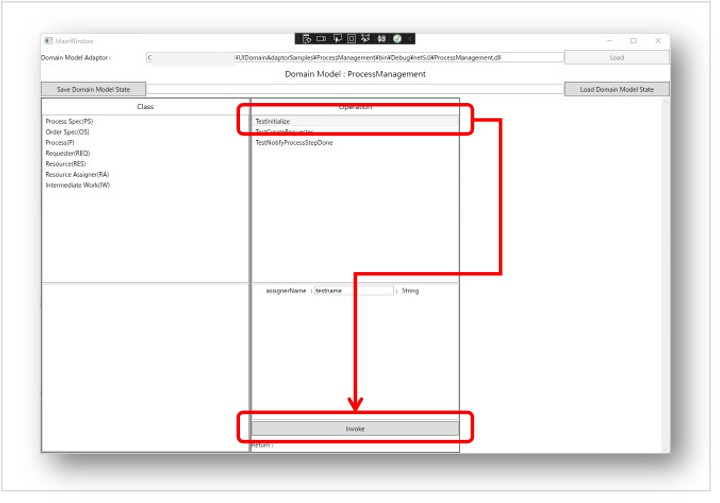 MainWindow
Domain Model Adaptor :
C ¥UIDomainAdaptorSamples¥ProcessManagement¥bin¥Debug¥net5.0¥ProcessManagement.dll
Load
Domain Model : ProcessManagement
Save Domain Model State
Load Domain Model State
Class
Operation
Process Spec(PS)
Order Spec(OS)
Process(P)
Requester(REQ)
Resource(RES)
Resource Assigner(RA)
Intermediate Work(IW)
TestInitialize
TestCreateRequester
TestNotifyProcessStepDone
assignerName : testname : String
Invoke
Return :